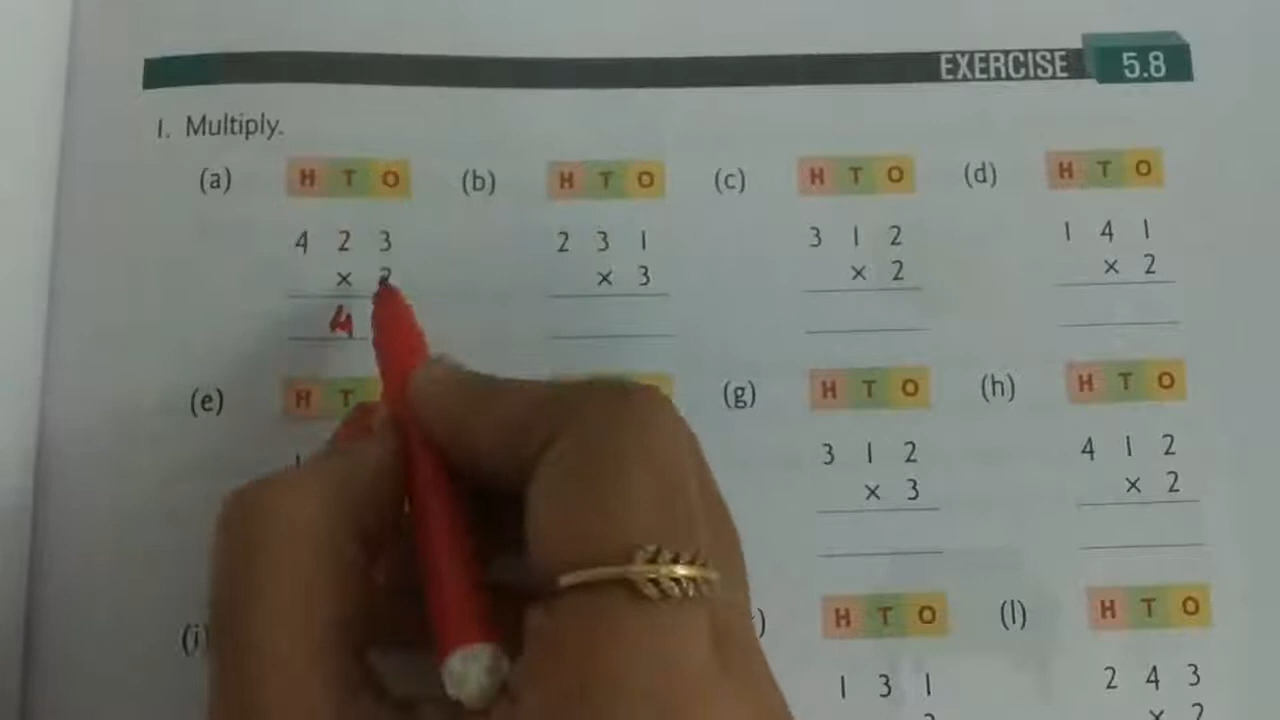 EXERCISE 5.8
1. Multiply.
(a) H T O (b) H T O (c) H T O (d) H T O
4 2 3 2 3 1 3 1 2 1 4 1
× 2 × 3 × 2 × 2
4
(e) H T (g) H T O (h) H T O
3 1 2 4 1 2
× 3 × 2
(i) H T O (l) H T O
1 3 1 2 4 3
× 2